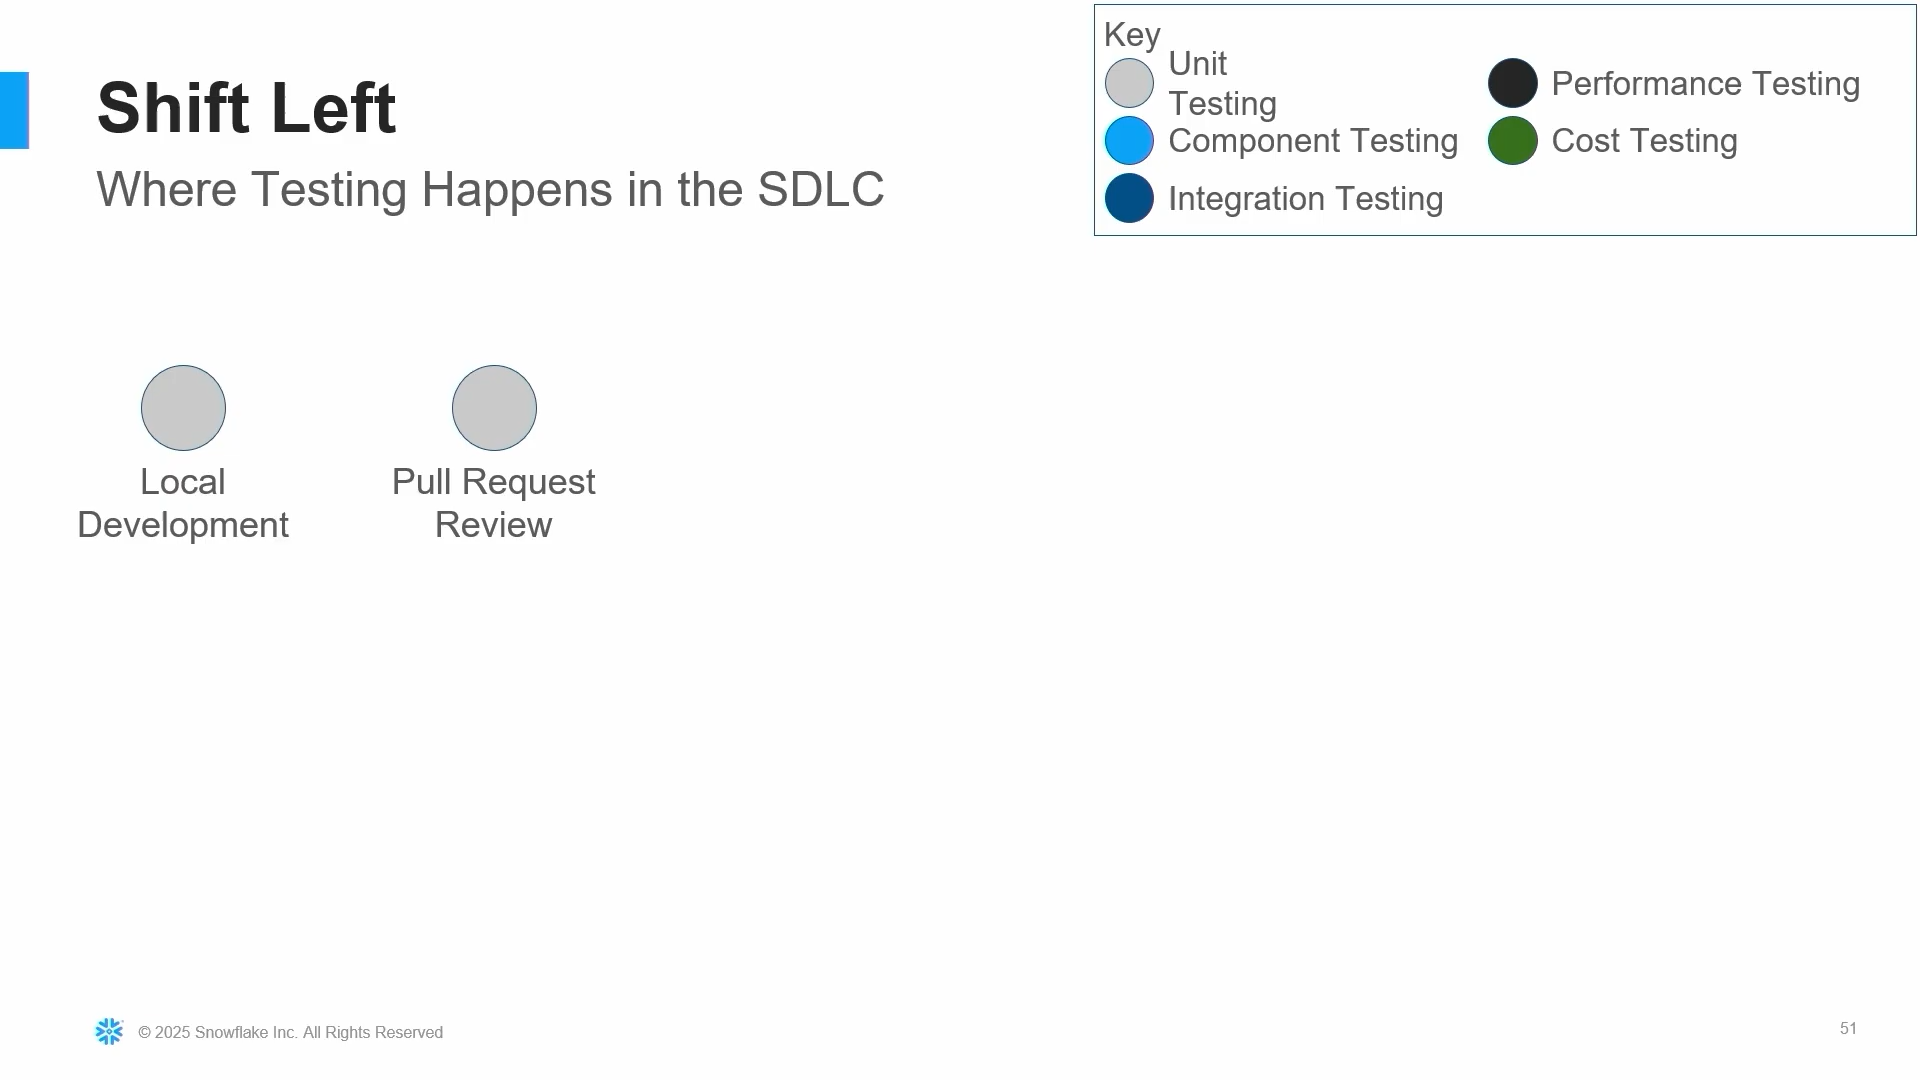 Shift Left
Where Testing Happens in the SDLC
Key
Unit
Testing
Component Testing
Integration Testing
Performance Testing
Cost Testing
Local
Development
Pull Request
Review
© 2025 Snowflake Inc. All Rights Reserved
51